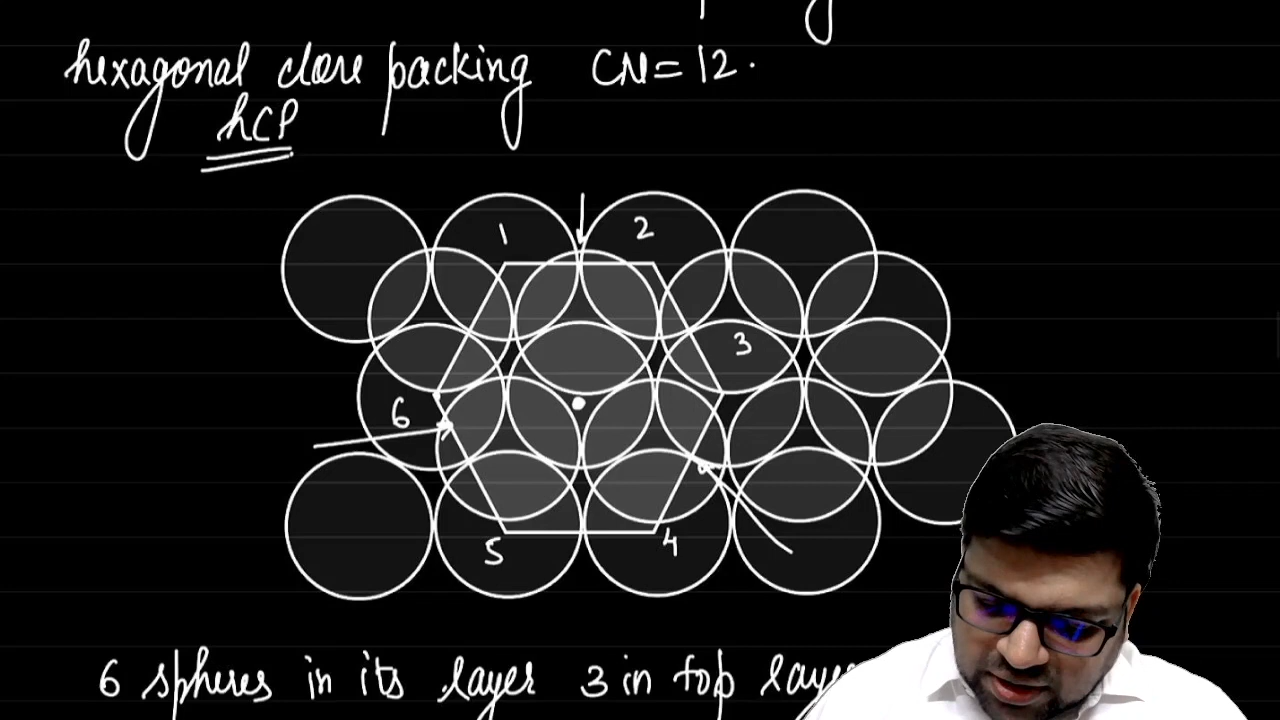 hexagonal close packing CN=12.
hCP
1 2
3
6
5 4
6 spheres in its layer 3 in top layer